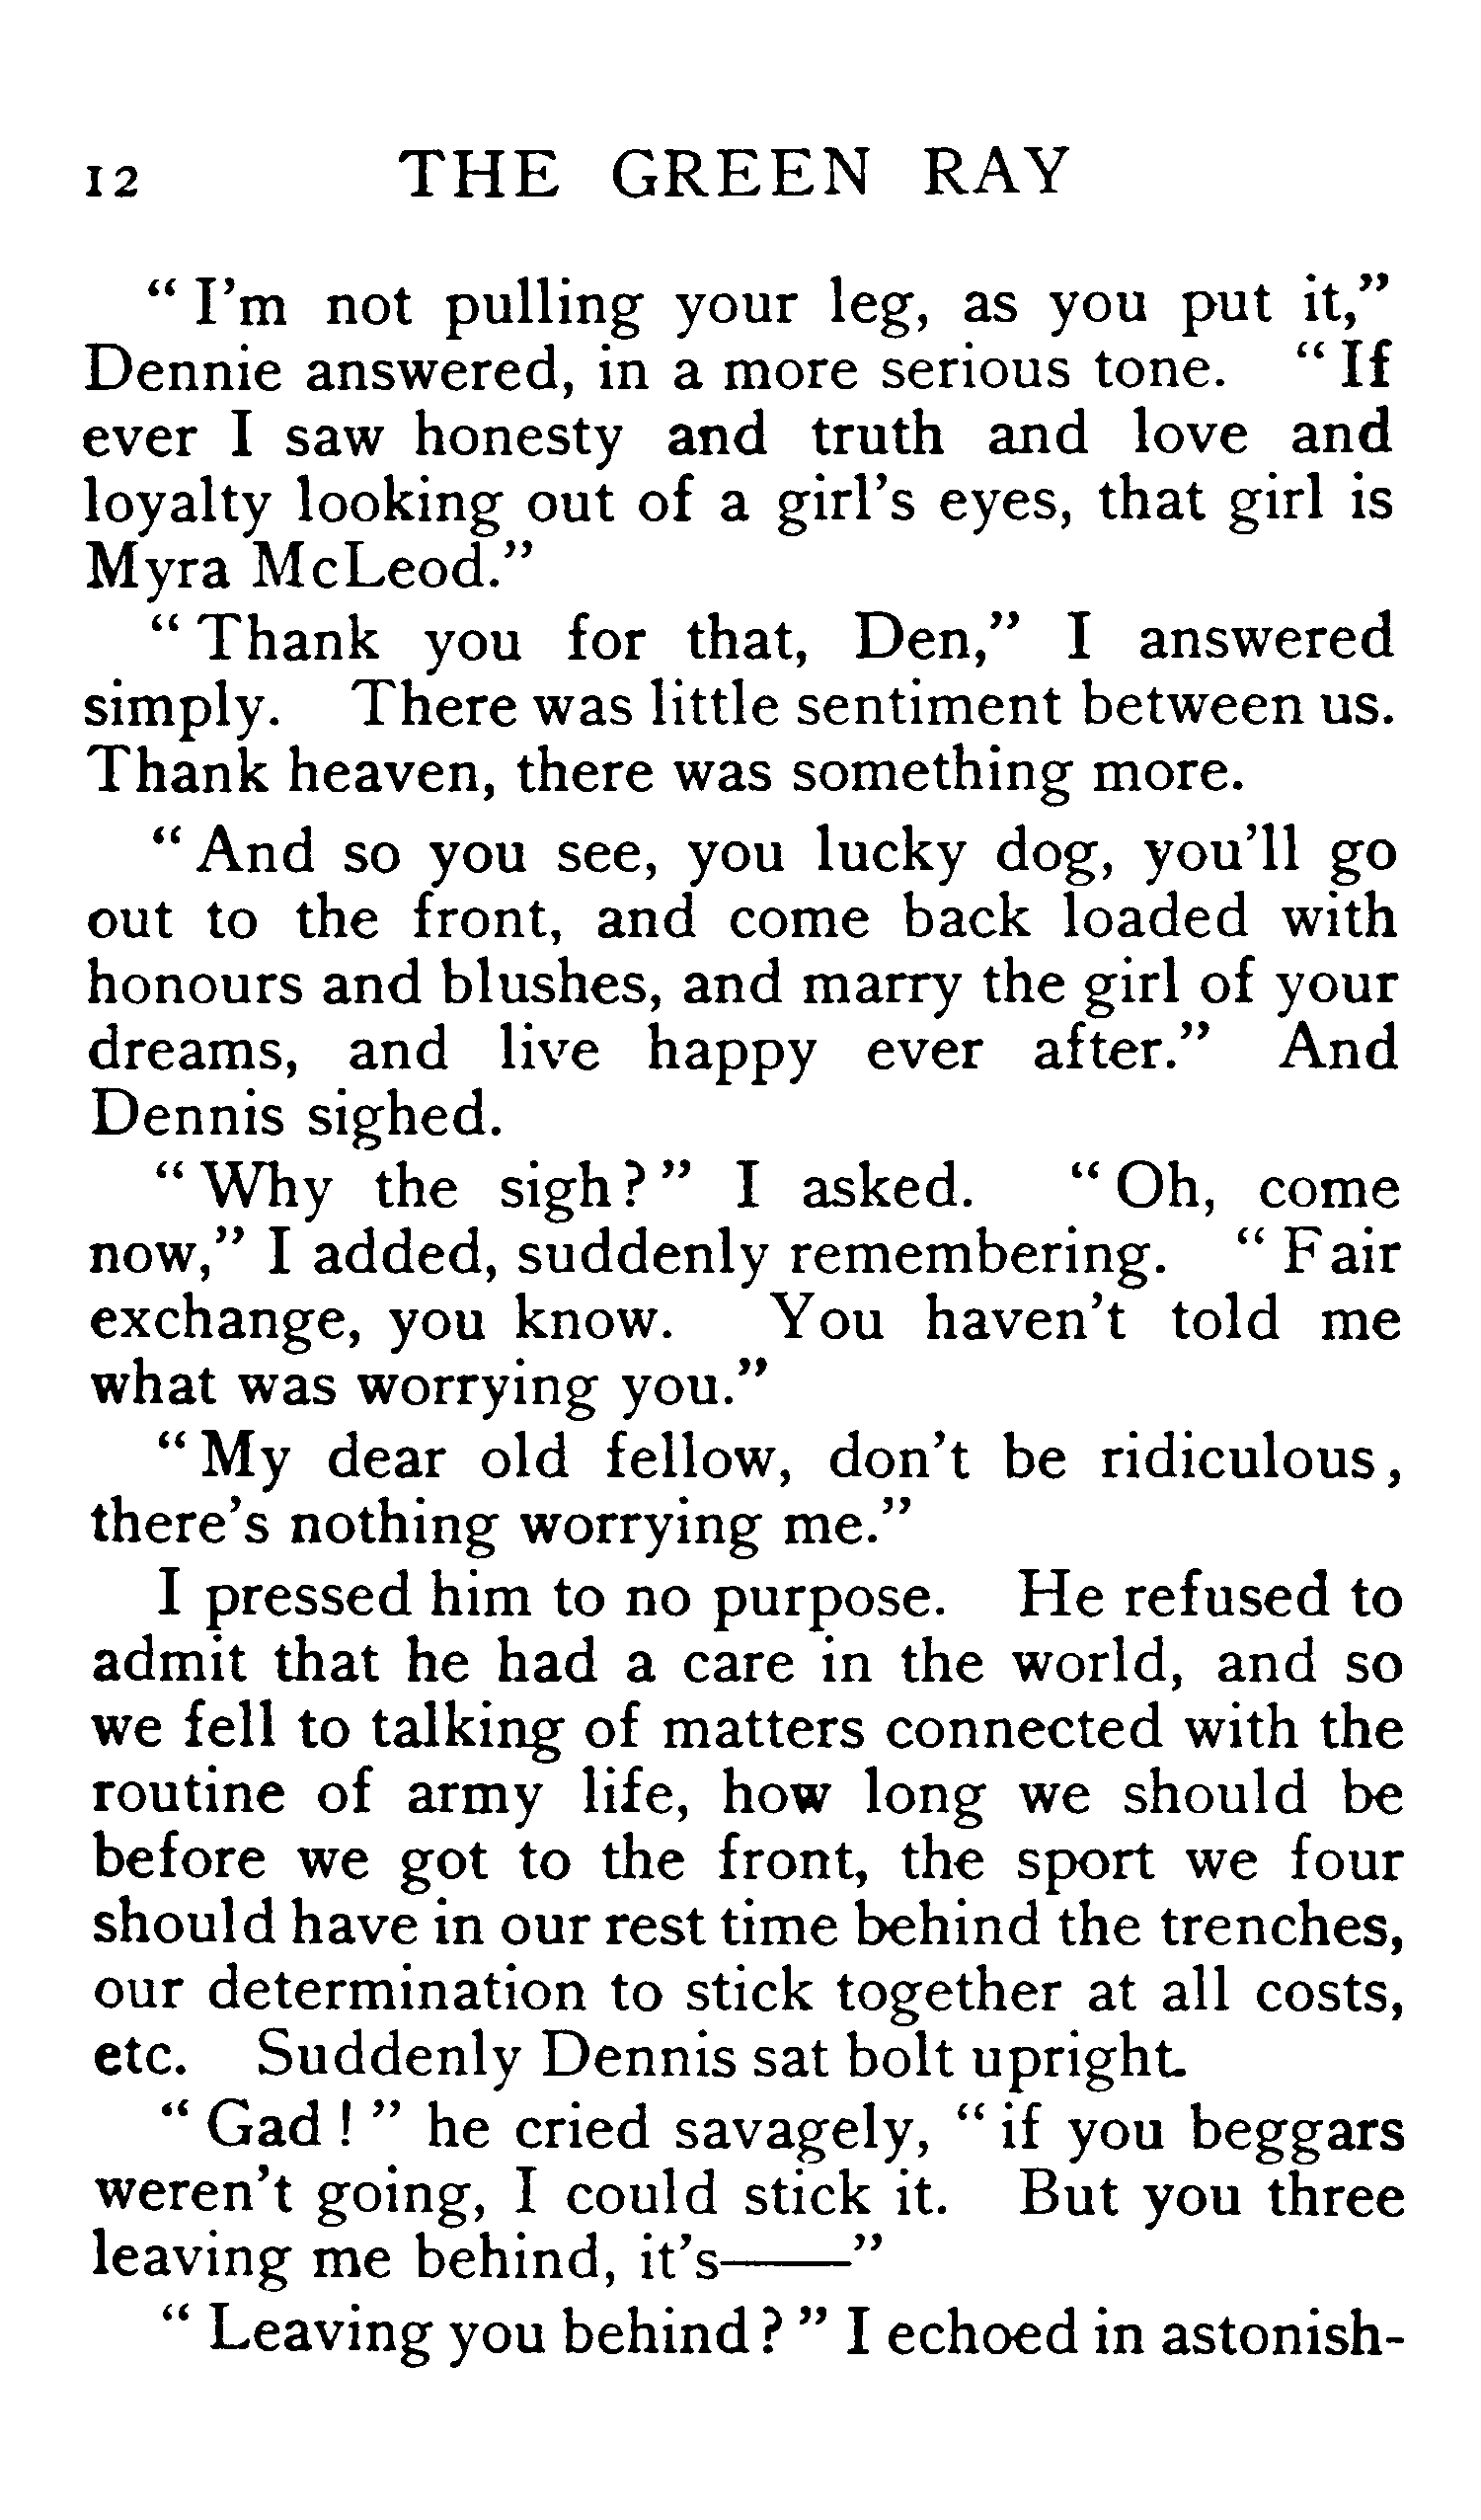 12 THE GREEN RAY
"I'm not pulling your leg, as you put it,"
Dennie answered, in a more serious tone. "If
ever I saw honesty and truth and love and
loyalty looking out of a girl's eyes, that girl is
Myra McLeod."
"Thank you for that, Den," I answered
simply. There was little sentiment between us.
Thank heaven, there was something more.
"And so you see, you lucky dog, you'll go
out to the front, and come back loaded with
honours and blushes, and marry the girl of your
dreams, and live happy ever after." And
Dennis sighed.
"Why the sigh?" I asked. "Oh, come
now," I added, suddenly remembering. "Fair
exchange, you know. You haven't told me
what was worrying you."
"My dear old fellow, don't be ridiculous,
there's nothing worrying me."
I pressed him to no purpose. He refused to
admit that he had a care in the world, and so
we fell to talking of matters connected with the
routine of army life, how long we should be
before we got to the front, the sport we four
should have in our rest time behind the trenches,
our determination to stick together at all costs,
etc. Suddenly Dennis sat bolt upright.
"Gad!" he cried savagely, "if you beggars
weren't going, I could stick it. But you three
leaving me behind, it's——"
"Leaving you behind?" I echoed in astonish-